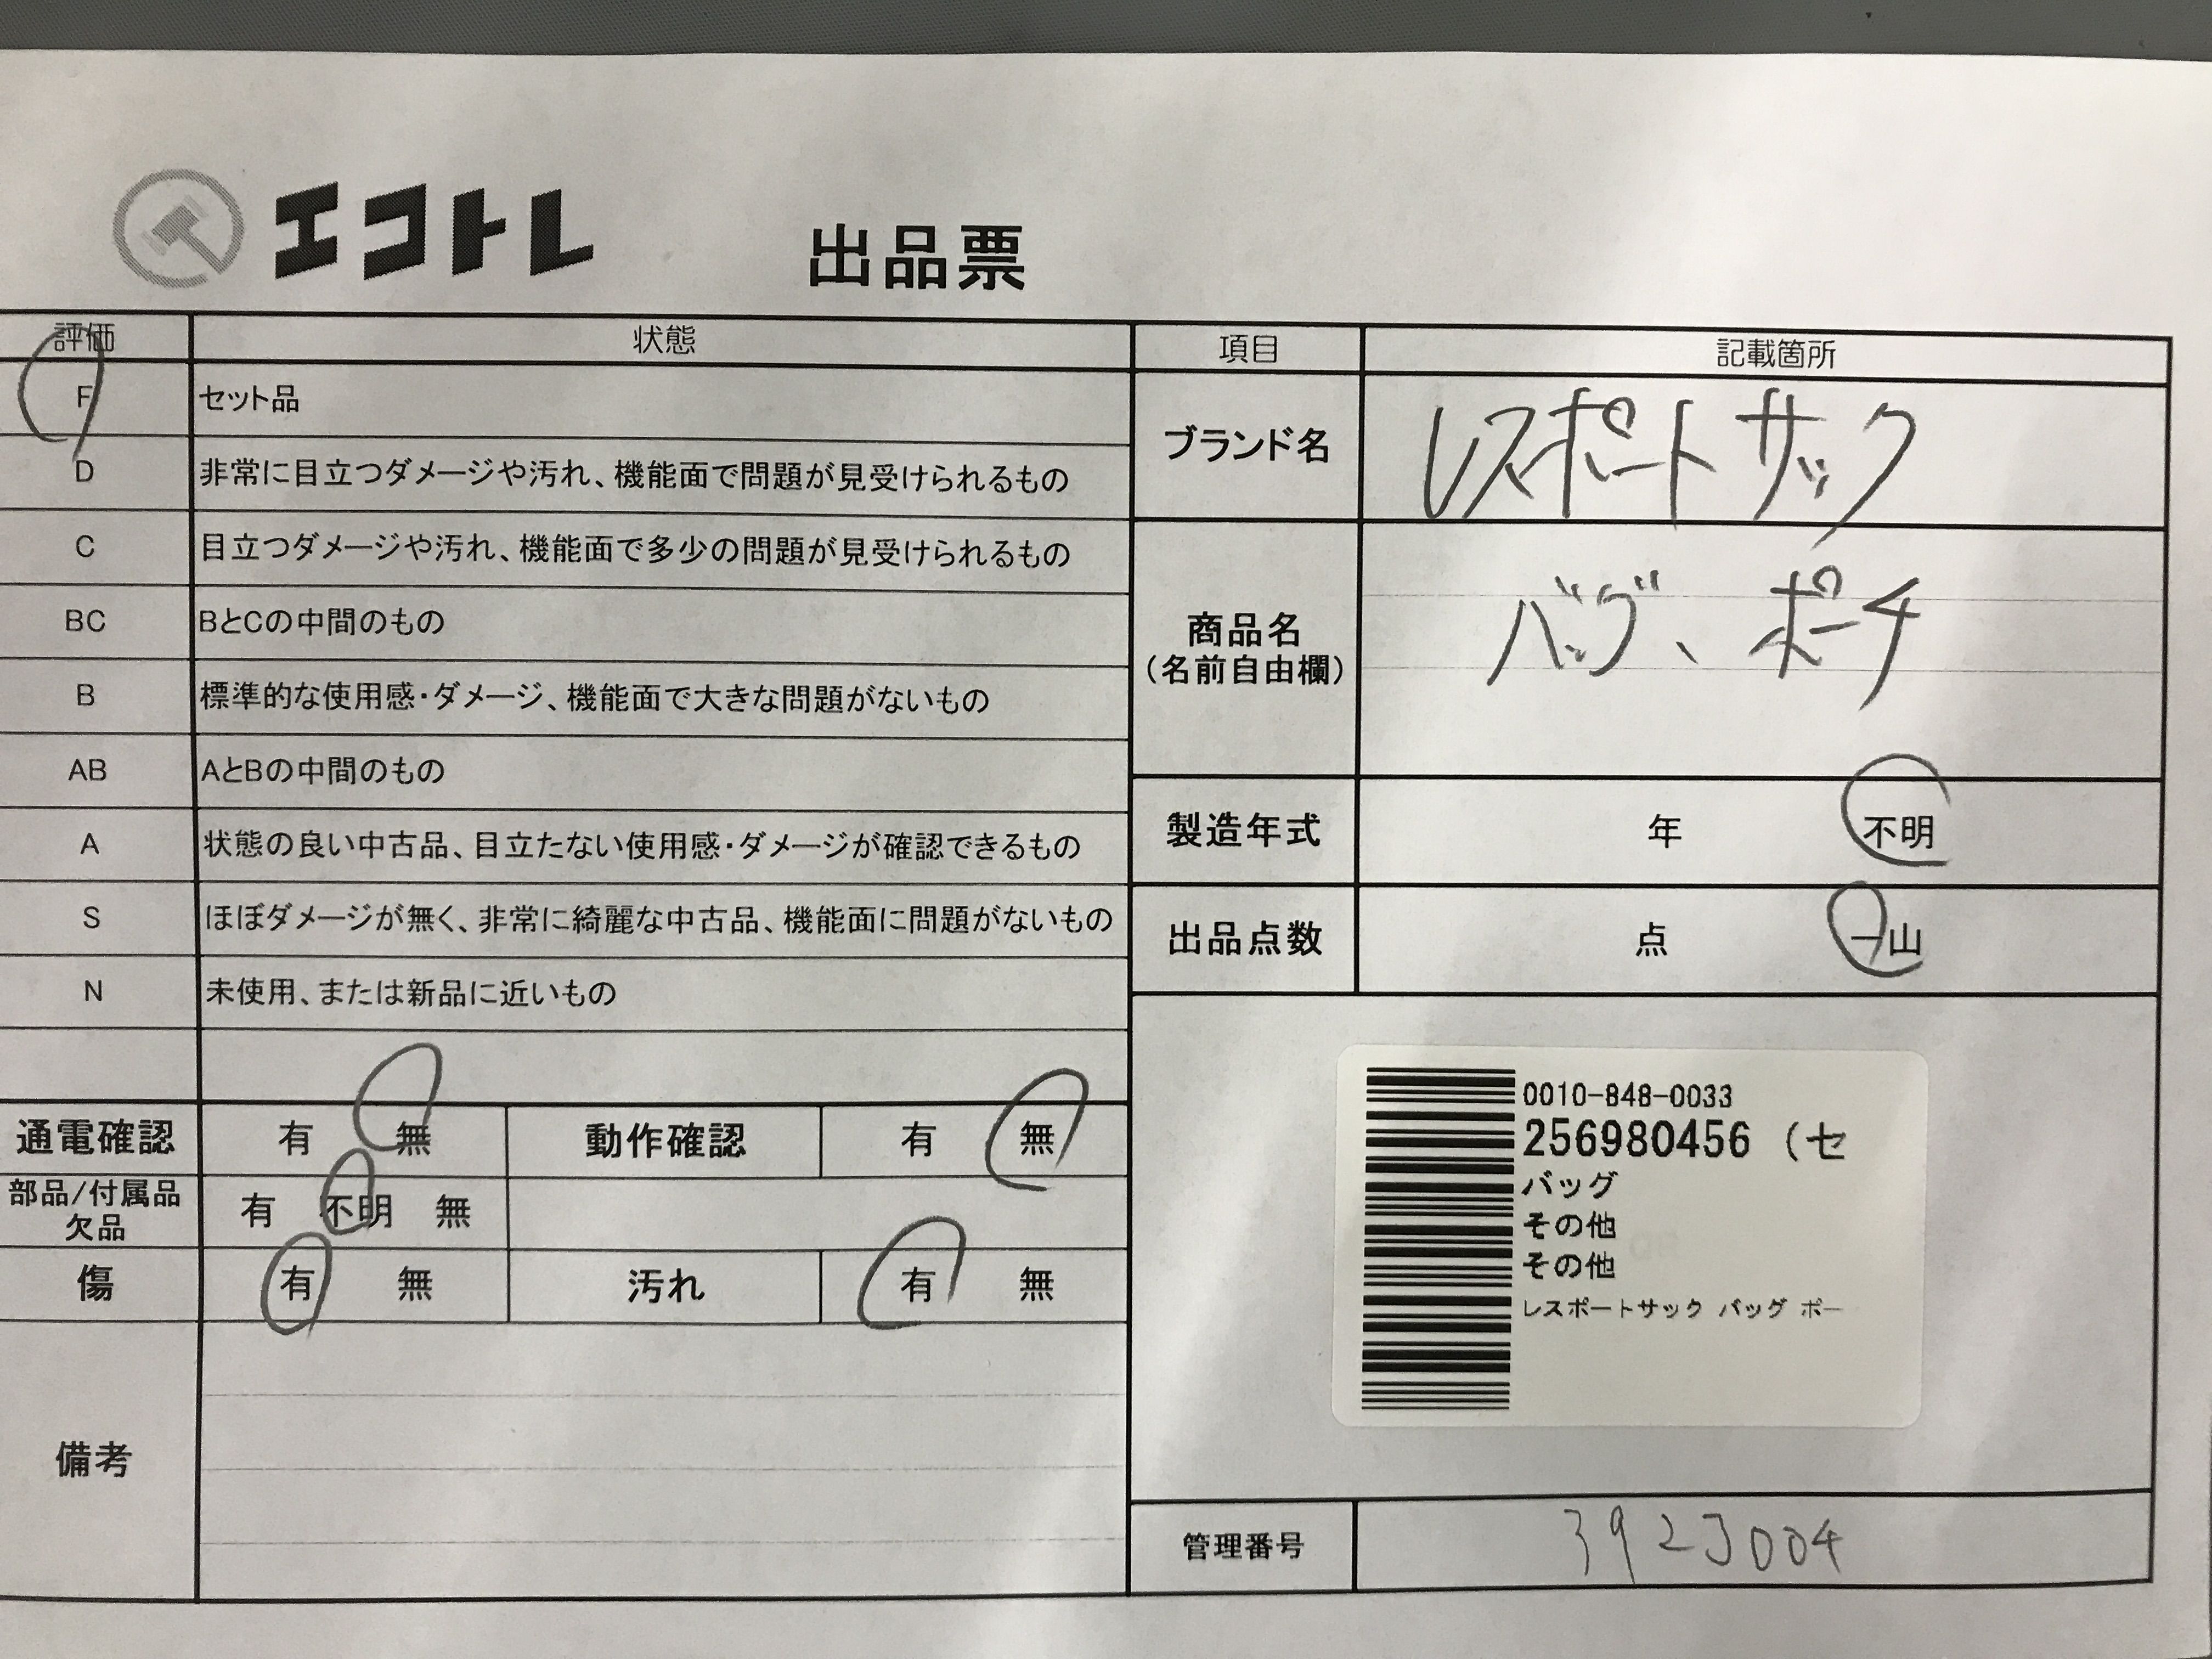 エコトレ
出品票
評価 状態
F セット品
D 非常に目立つダメージや汚れ、機能面で問題が見受けられるもの
C 目立つダメージや汚れ、機能面で多少の問題が見受けられるもの
BC BとCの中間のもの
B 標準的な使用感・ダメージ、機能面で大きな問題がないもの
AB AとBの中間のもの
A 状態の良い中古品、目立たない使用感・ダメージが確認できるもの
S ほぼダメージが無く、非常に綺麗な中古品、機能面に問題がないもの
N 未使用、または新品に近いもの
通電確認 有 無 動作確認 有 無
部品/付属品
欠品 有 不明 無
傷 有 無 汚れ 有 無
備考
項目 記載箇所
ブランド名 レスポートサック
商品名
(名前自由欄) バッグ、ポーチ
製造年式 年 不明
出品点数 点 一山
0010-848-0033
256980456 (セ
バッグ
その他
その他
レスポートサック バッグ ポー
管理番号 392J004